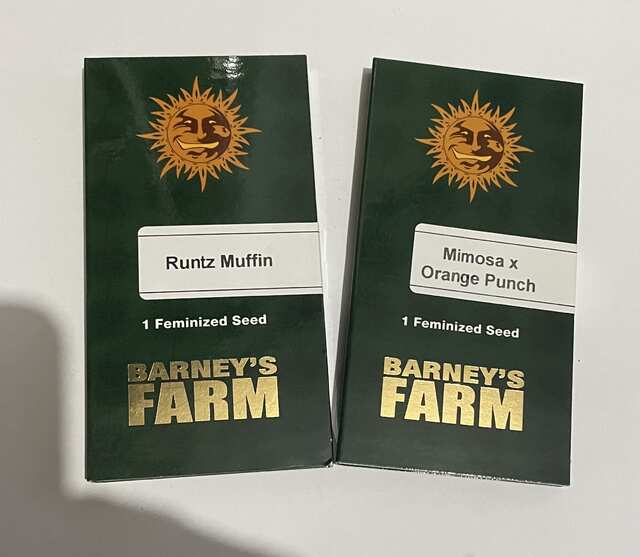 Runtz Muffin
1 Feminized Seed
BARNEY'S
FARM
Mimosa x
Orange Punch
1 Feminized Seed
BARNEY'S
FARM